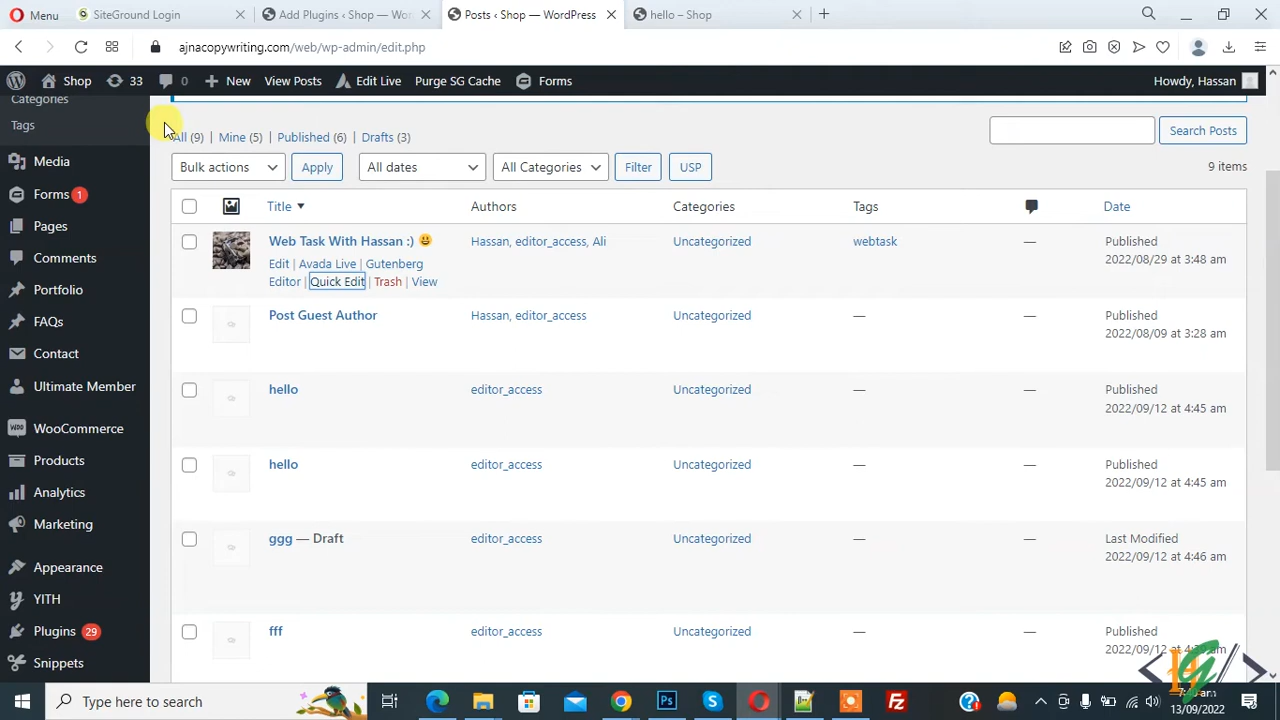 Menu
SiteGround Login
Add Plugins ‹ Shop — Wor
Posts ‹ Shop — WordPress
hello – Shop
ajnacopywriting.com/web/wp-admin/edit.php
Shop
33
0
New
View Posts
Edit Live
Purge SG Cache
Forms
Howdy, Hassan
Categories
Tags
Media
Forms 1
Pages
Comments
Portfolio
FAQs
Contact
Ultimate Member
WooCommerce
Products
Analytics
Marketing
Appearance
YITH
Plugins 29
Snippets
All (9) | Mine (5) | Published (6) | Drafts (3)
Search Posts
Bulk actions
Apply
All dates
All Categories
Filter
USP
9 items
Title
Authors
Categories
Tags
Date
Web Task With Hassan :) 😀
Edit | Avada Live | Gutenberg
Editor | Quick Edit | Trash | View
Hassan, editor_access, Ali
Uncategorized
webtask
—
Published
2022/08/29 at 3:48 am
Post Guest Author
Hassan, editor_access
Uncategorized
—
—
Published
2022/08/09 at 3:28 am
hello
editor_access
Uncategorized
—
—
Published
2022/09/12 at 4:45 am
hello
editor_access
Uncategorized
—
—
Published
2022/09/12 at 4:45 am
ggg — Draft
editor_access
Uncategorized
—
—
Last Modified
2022/09/12 at 4:46 am
fff
editor_access
Uncategorized
—
—
Published
Type here to search
13/09/2022